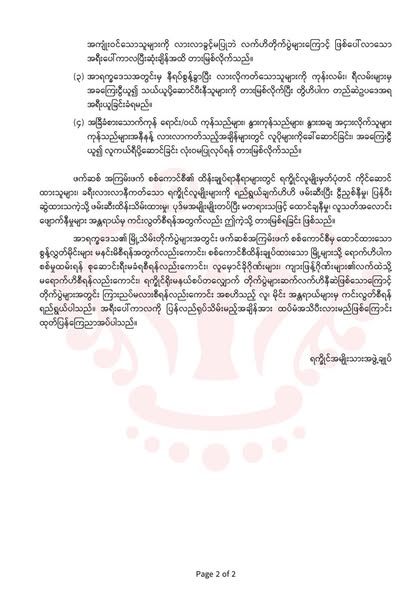 အကျုံးဝင်သောသူများကို လားလာခွင့်မပြုဘဲ လက်ဟိတိုက်ပွဲများကြောင့် ဖြစ်ပေါ်လာသော
အရီးပေါ်ကာလပြီးဆုံးချိန်အထိ တားမြစ်လိုက်သည်။
(၃) အာရက္ခဒေသအတွင်းမှ နီရပ်စွန့်ခွာပြီး လားလိုကတ်သောသူများကို ကုန်းလမ်း၊ ရီလမ်းများမှ
အခကြေးငွီယူ၍ သယ်ယူပို့ဆောင်ပီးနီသူများကို တားမြစ်လိုက်ပြီး တွိ့ဟိပါက တည်ဆဲဥပဒေအရ
အရီးယူခြင်းခံရမည်။
(၄) အခြီခံစားသောက်ကုန် ရောင်း/ဝယ် ကုန်သည်များ၊ နွားကုန်သည်များ၊ နွားအချ အငှားလိုက်သူများ
ကုန်သည်များအနီနန့် လားလာကတ်သည့်အချိန်များတွင် လူပိုများကိုခေါ်ဆောင်ခြင်း၊ အခကြေးငွီ
ယူ၍ လူကယ်ရီပို့ဆောင်ခြင်း လုံးဝမပြုလုပ်ရန် တားမြစ်လိုက်သည်။
ဖက်ဆစ် အကြမ်းဖက် စစ်ကောင်စီ၏ ထိန်းချုပ်ရာနီရာများတွင် ရက္ခိုင်လူမျိုးမှတ်ပုံတင် ကိုင်ဆောင်
ထားသူများ၊ ခရီးလားလာနီကတ်သော ရက္ခိုင်လူမျိုးများကို ရည်ရွယ်ချက်ဟိဟိ ဖမ်းဆီးပြီး ငွီညှစ်နီမှု၊ ပြန်ပီး
ဆွဲထားသကဲ့သို့ ဖမ်းဆီးထိန်းသိမ်းထားမှု၊ ပုဒ်မအမျိုးမျိုးတပ်ပြီး မတရားသဖြင့် ထောင်ချနီမှု၊ လူသတ်အလောင်း
ဖျောက်နီမှုများ အန္တရာယ်မှ ကင်းလွတ်စီရန်အတွက်လည်း ဤကဲ့သို့ တားမြစ်ရခြင်း ဖြစ်သည်။
အာရက္ခဒေသ၏ မြို့သိမ်းတိုက်ပွဲများအတွင်း ဖက်ဆစ်အကြမ်းဖက် စစ်ကောင်စီမှ ထောင်ထားသော
စွန့်လွှတ်မိုင်းများ မနင်းမိစီရန်အတွက်လည်းကောင်း၊ စစ်ကောင်စီထိန်းချုပ်ထားသော မြို့များသို့ ရောက်ဟိပါက
စစ်မှုထမ်းရန် စုဆောင်းရီးမခံရစီရန်လည်းကောင်း၊ လူမှောင်ခိုဂိုဏ်းများ၊ ကျားဖြန့်ဂိုဏ်းများ၏လက်ထဲသို့
မရောက်ဟိစီရန်လည်းကောင်း၊ ရက္ခိုင်ရိုးမနယ်စပ်တလျှောက် တိုက်ပွဲများဆက်လက်ဟိနီဆဲဖြစ်သောကြောင့်
တိုက်ပွဲများအတွင်း ကြားညပ်မလားစီရန်လည်းကောင်း အစဟိသည့် လူ၊ မိုင်း အန္တရာယ်များမှ ကင်းလွတ်စီရန်
ရည်ရွယ်ပါသည်။ အရီးပေါ်ကာလကို ပြန်လည်ရုပ်သိမ်းမည့်အချိန်အား ထပ်မံအသိပီးလားမည်ဖြစ်ကြောင်း
ထုတ်ပြန်ကြေညာအပ်ပါသည်။
ရက္ခိုင်အမျိုးသားအဖွဲ့ချုပ်
Page 2 of 2